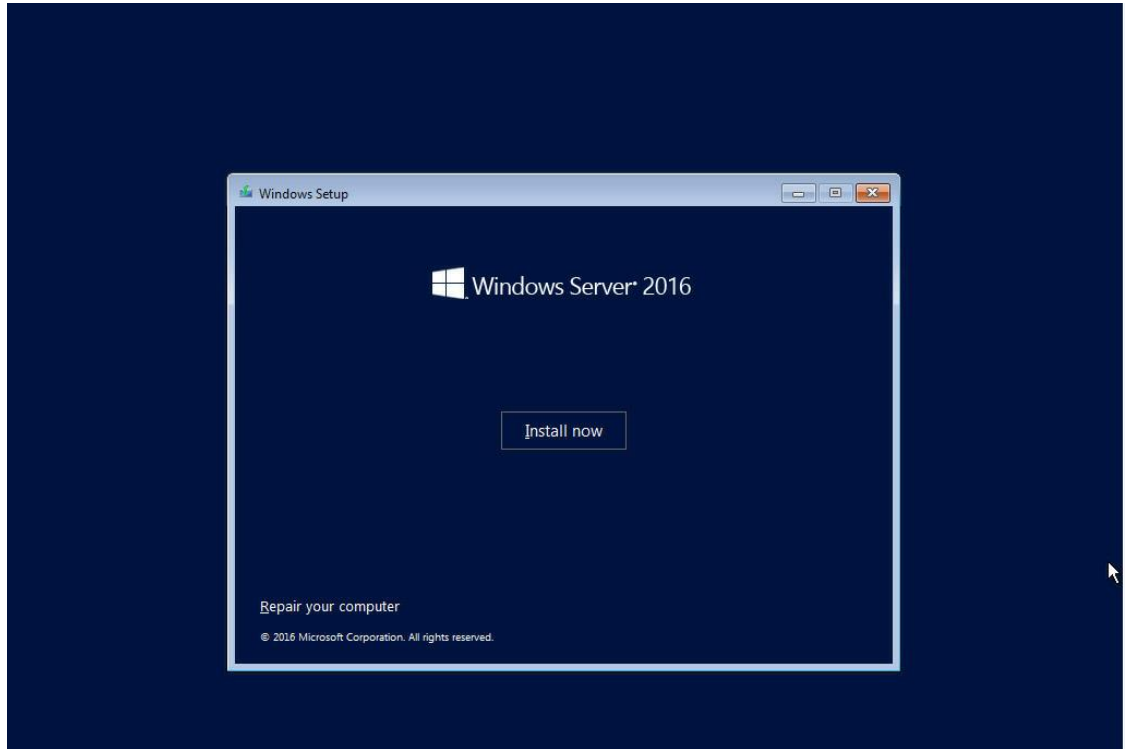 Windows Setup
Windows Server® 2016
Install now
Repair your computer
© 2016 Microsoft Corporation. All rights reserved.